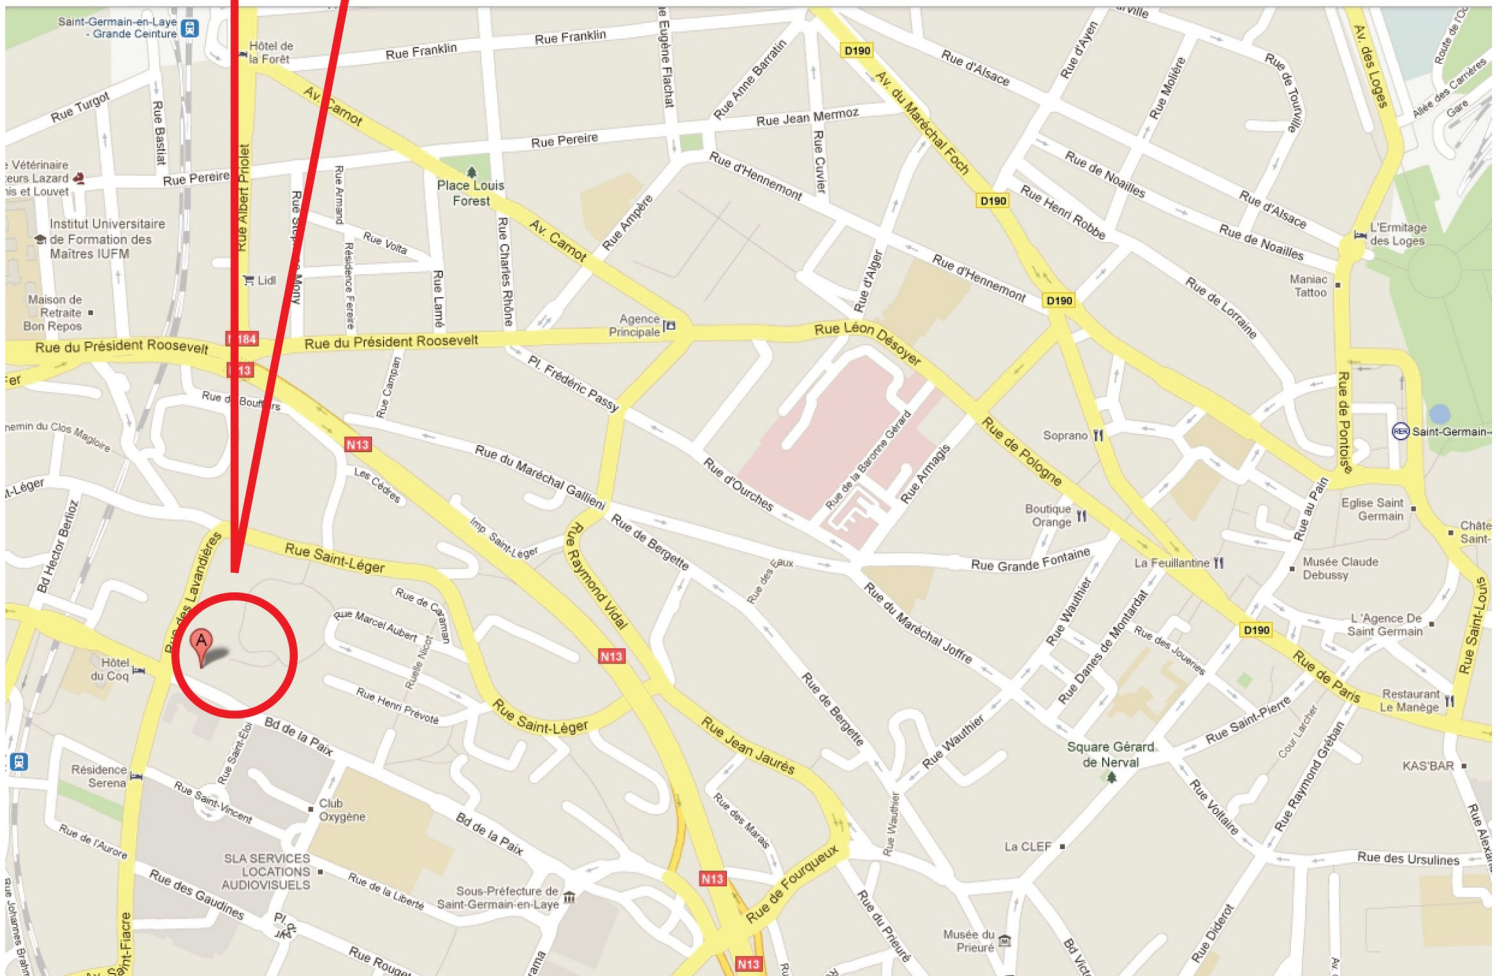 Saint-Germain-en-Laye
- Grande Ceinture
Hôtel de
la Forêt
Rue Franklin
Rue Franklin
Rue Anne Barratin
D190
Rue d'Alsace
Rue d'Ayen
Rue Molière
Rue de Tourville
Av. des Loges
Allée des Carrières
Gare
Rue Turgot
Rue Bastiat
Av. Carnot
Rue Pereire
Rue Jean Mermoz
Av. du Maréchal Foch
Rue Cuvier
Rue d'Hennemont
Rue de Noailles
Rue Pereire
Rue Albert Priolet
Rue Armand
Place Louis
Forest
Institut Universitaire
de Formation des
Maîtres IUFM
Rue Volta
Résidence Pereire
Rue Lamé
Rue Charles Rhône
Av. Carnot
Rue Ampère
D190
Rue Henri Robbe
Rue d'Alsace
Rue de Noailles
L'Ermitage
des Loges
Lidl
Rue d'Alger
Rue d'Hennemont
D190
Rue de Lorraine
Maniac
Tattoo
Maison de
Retraite
Bon Repos
Agence
Principale
Rue Léon Désoyer
Rue du Président Roosevelt
Rue du Président Roosevelt
Pl. Frédéric Passy
Rue Campan
Rue de Pontoise
N13
Rue du Maréchal Gallieni
Rue d'Ourches
Rue de la Baronne Gérard
Rue Armagis
Rue de Pologne
Soprano
RER
Les Cèdres
Imp. Saint-Léger
Rue de Bergette
Boutique
Orange
Rue au Pain
Eglise Saint
Germain
Bd Hector Berlioz
Rue des Lavandières
Rue Saint-Léger
Rue Raymond Vidal
Rue des Eaux
Rue Grande Fontaine
La Feuillantine
Musée Claude
Debussy
Rue de Caraman
Rue Marcel Aubert
Ruelle Nicot
Rue du Maréchal Joffre
Rue Wauthier
Rue Danes de Montardat
Rue des Joueries
D190
L'Agence De
Saint Germain
Rue Saint-Louis
A
Hôtel
du Coq
Rue Henri Prévoté
N13
Rue de Bergette
Rue de Paris
Restaurant
Le Manège
Bd de la Paix
Rue Saint-Léger
Rue Jean Jaurès
Rue Wauthier
Square Gérard
de Nerval
Rue Saint-Pierre
Cour Larcher
Rue Raymond Gréban
KAS'BAR
Résidence
Serena
Rue Saint-Eloi
Rue Saint-Vincent
Club
Oxygène
Bd de la Paix
Rue des Marais
Rue Wauthier
Rue Voltaire
La CLEF
Rue des Ursulines
Rue de l'Aurore
SLA SERVICES
LOCATIONS
AUDIOVISUELS
Rue des Gaudines
Rue de la Liberté
Sous-Préfecture de
Saint-Germain-en-Laye
N13
Rue de Fourqueux
Rue du Prieuré
Musée du
Prieuré
Rue Diderot
N13